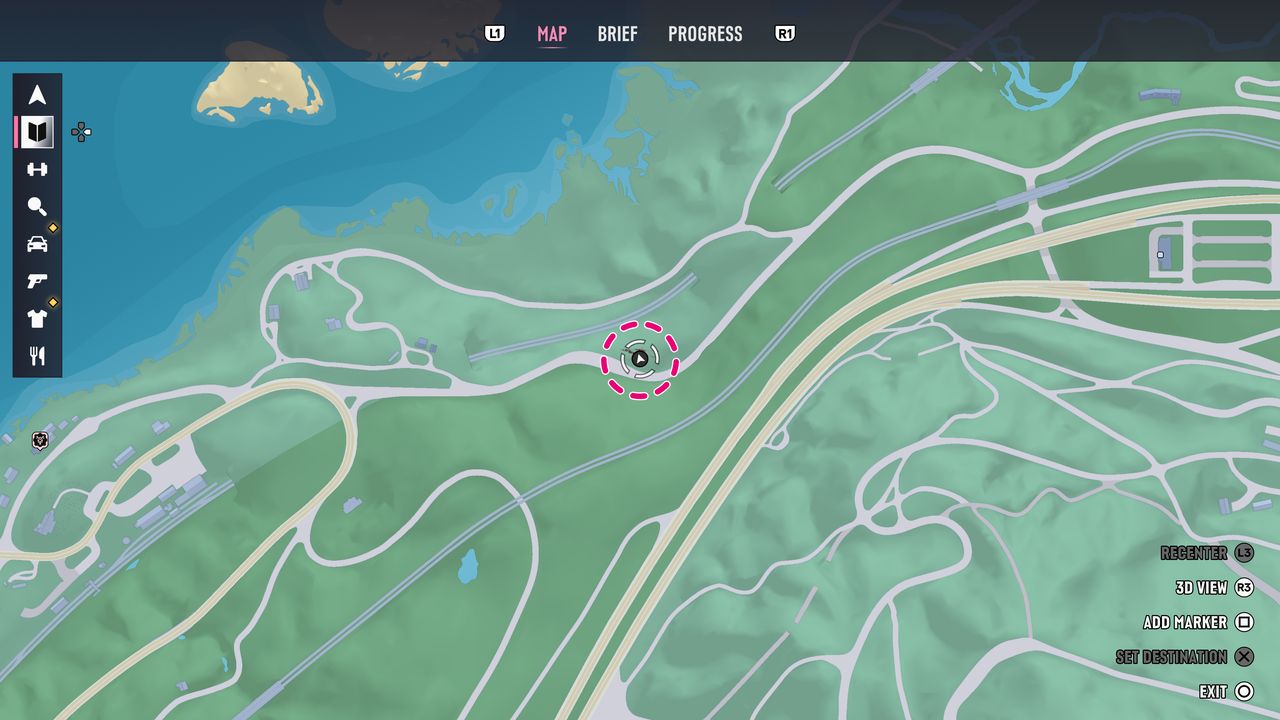 L1 MAP BRIEF PROGRESS R1
RECENTER L3
3D VIEW R3
ADD MARKER
SET DESTINATION
EXIT